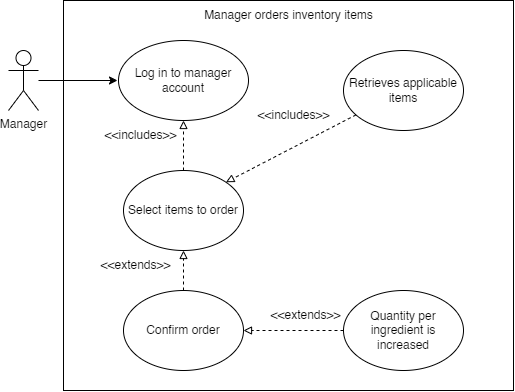 Manager orders inventory items
Log in to manager
account
Manager
Retrieves applicable
items
<<includes>>
<<includes>>
Select items to order
<<extends>>
Confirm order
<<extends>>
Quantity per
ingredient is
increased